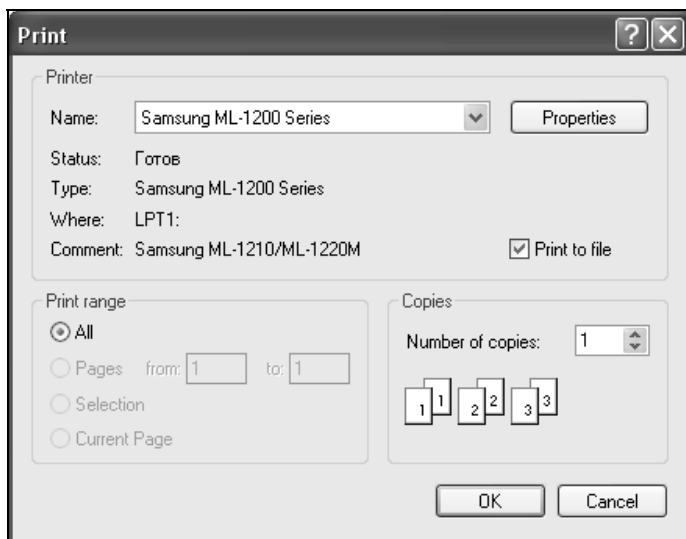 Print
Printer
Name: Samsung ML-1200 Series Properties
Status: Готов
Type: Samsung ML-1200 Series
Where: LPT1:
Comment: Samsung ML-1210/ML-1220M Print to file
Print range
All
Pages from: 1 to: 1
Selection
Current Page
Copies
Number of copies: 1
1 1 2 2 3 3
OK Cancel